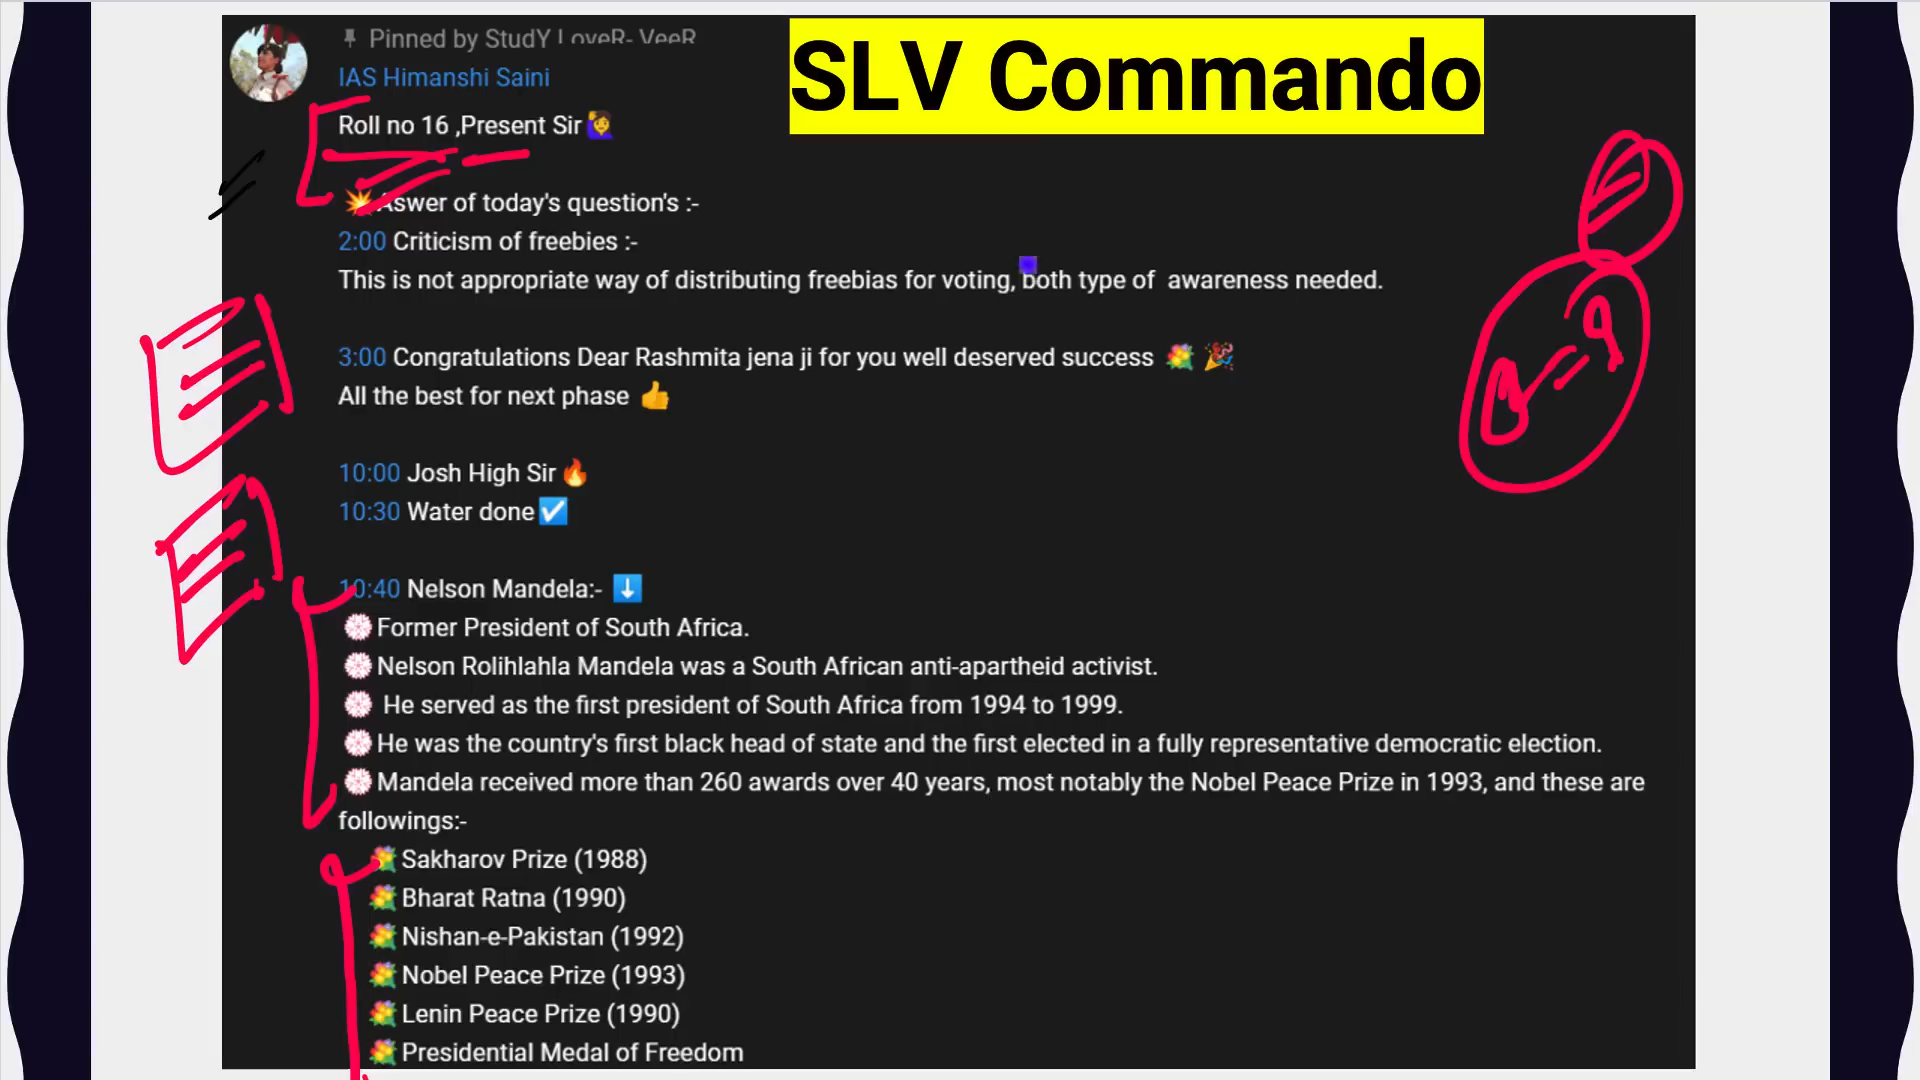 Pinned by StudY LoveR- VeeR
SLV Commando
IAS Himanshi Saini
Roll no 16 ,Present Sir
Aswer of today's question's :-
2:00 Criticism of freebies :-
This is not appropriate way of distributing freebias for voting, both type of awareness needed.
3:00 Congratulations Dear Rashmita jena ji for you well deserved success
All the best for next phase
10:00 Josh High Sir
10:30 Water done
10:40 Nelson Mandela:-
Former President of South Africa.
Nelson Rolihlahla Mandela was a South African anti-apartheid activist.
He served as the first president of South Africa from 1994 to 1999.
He was the country's first black head of state and the first elected in a fully representative democratic election.
Mandela received more than 260 awards over 40 years, most notably the Nobel Peace Prize in 1993, and these are
followings:-
Sakharov Prize (1988)
Bharat Ratna (1990)
Nishan-e-Pakistan (1992)
Nobel Peace Prize (1993)
Lenin Peace Prize (1990)
Presidential Medal of Freedom